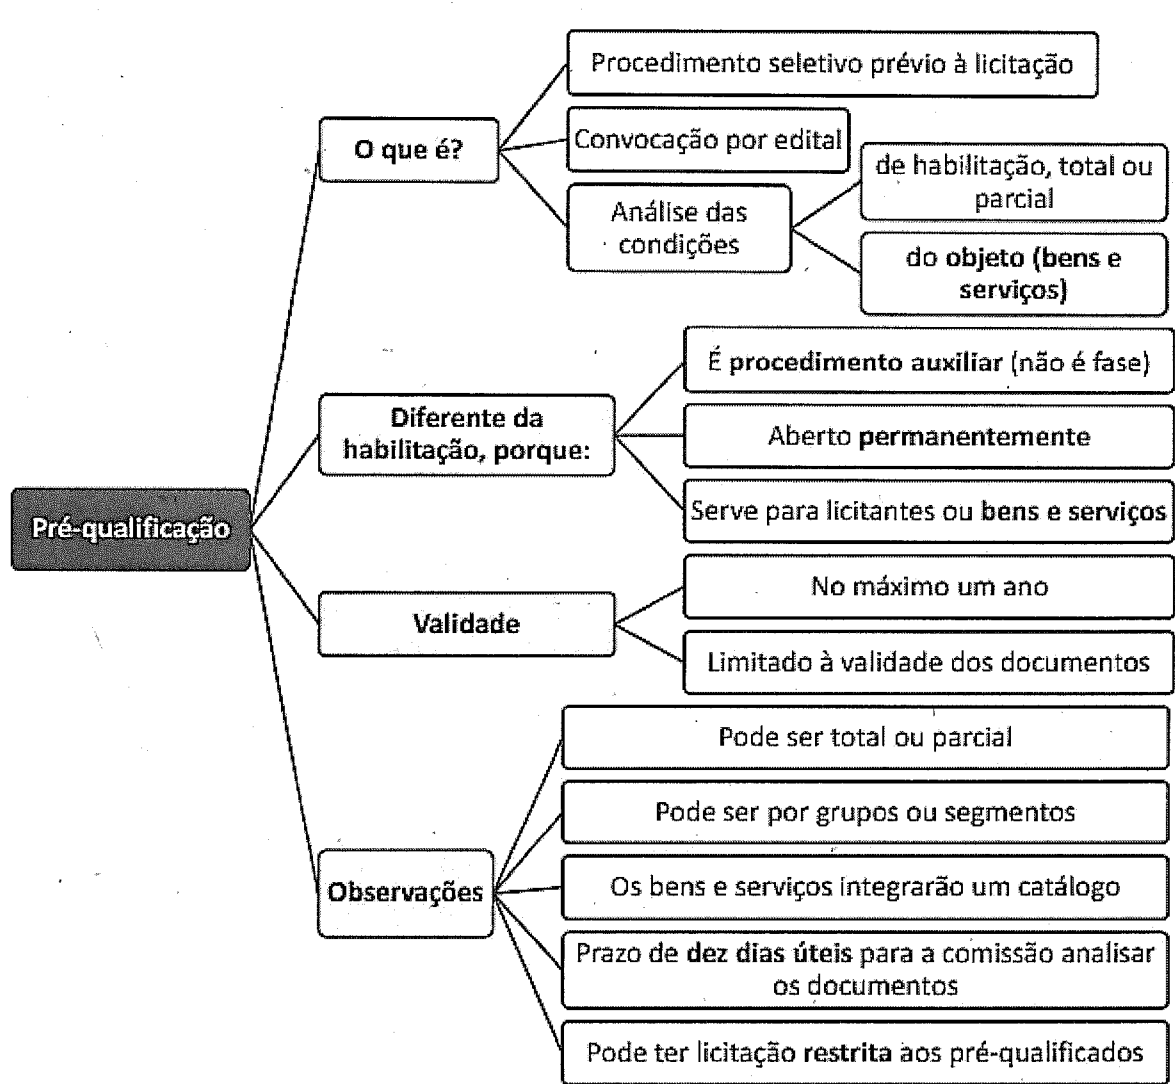 Pré-qualificação
O que é?
Procedimento seletivo prévio à licitação
Convocação por edital
Análise das
condições
de habilitação, total ou
parcial
do objeto (bens e
serviços)
Diferente da
habilitação, porque:
É procedimento auxiliar (não é fase)
Aberto permanentemente
Serve para licitantes ou bens e serviços
Validade
No máximo um ano
Limitado à validade dos documentos
Observações
Pode ser total ou parcial
Pode ser por grupos ou segmentos
Os bens e serviços integrarão um catálogo
Prazo de dez dias úteis para a comissão analisar
os documentos
Pode ter licitação restrita aos pré-qualificados